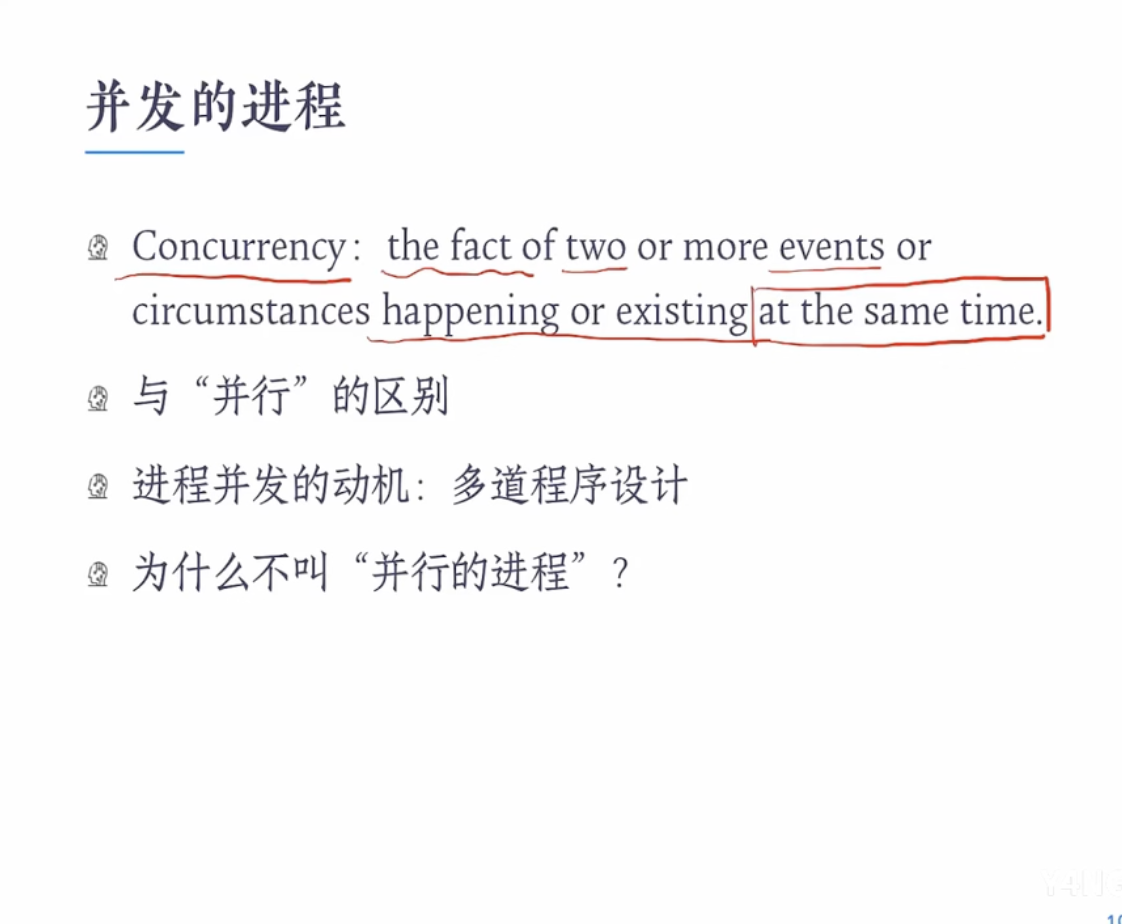 并发的进程
Concurrency: the fact of two or more events or
circumstances happening or existing at the same time.
与“并行”的区别
进程并发的动机：多道程序设计
为什么不叫“并行的进程”？